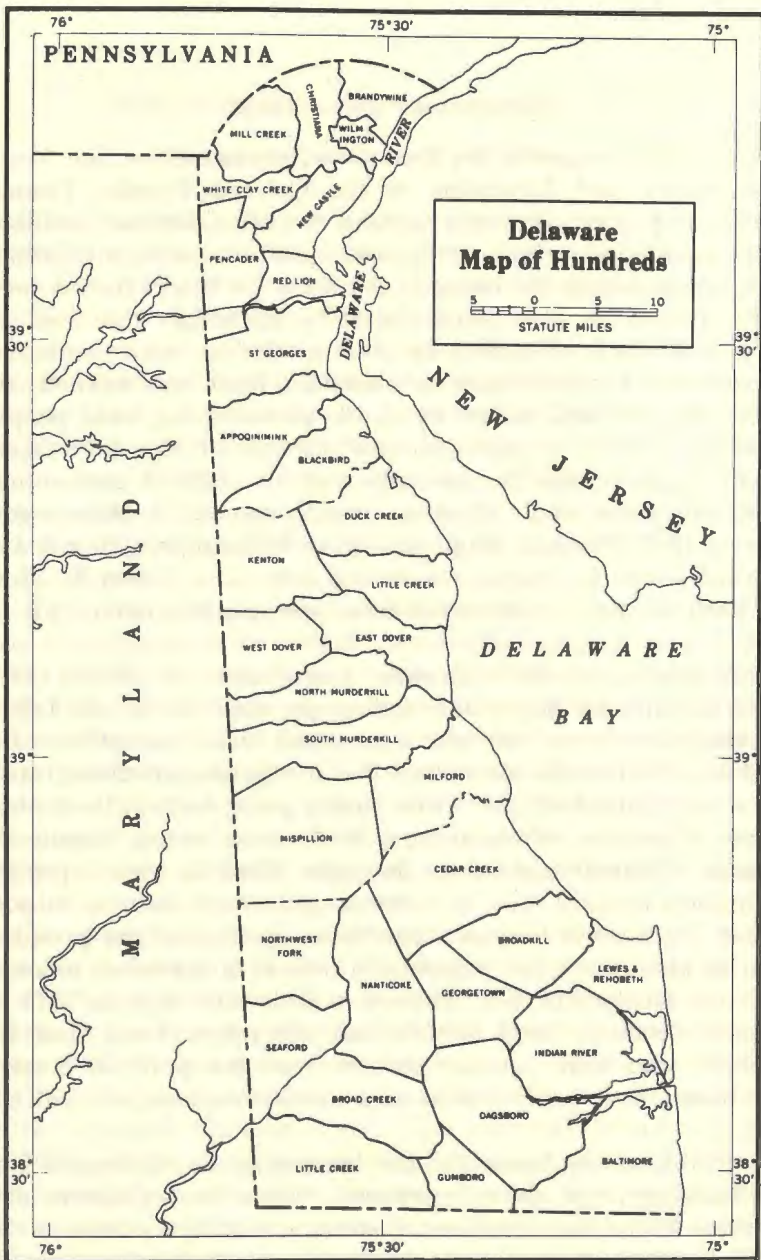 76°
75° 30'
75°
PENNSYLVANIA
BRANDYWINE
CHRISTIANA
MILL CREEK
WILM
INGTON
RIVER
WHITE CLAY CREEK
NEW CASTLE
Delaware
Map of Hundreds
5 0 5 10
STATUTE MILES
PENCADER
RED LION
DELAWARE
39°
30'
39°
30'
ST GEORGES
NEW JERSEY
APPOQINIMINK
BLACKBIRD
DUCK CREEK
KENTON
LITTLE CREEK
MARYLAND
WEST DOVER
EAST DOVER
DELAWARE
BAY
NORTH MURDERKILL
SOUTH MURDERKILL
39°
39°
MILFORD
MISPILLION
CEDAR CREEK
NORTHWEST
FORK
BROADKILL
LEWES &
REHOBETH
NANTICOKE
GEORGETOWN
SEAFORD
INDIAN RIVER
BROAD CREEK
DAGSBORO
BALTIMORE
LITTLE CREEK
GUMBORO
38°
30'
38°
30'
76°
75° 30'
75°